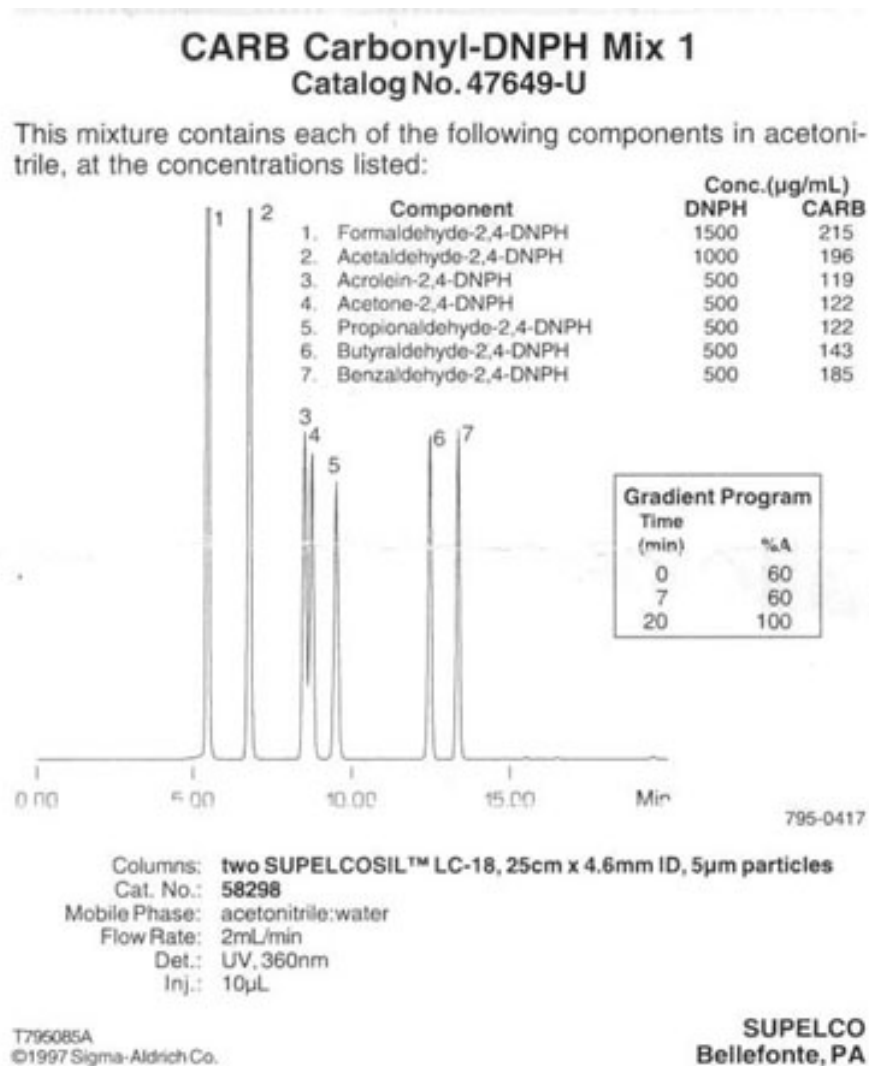 CARB Carbonyl-DNPH Mix 1
Catalog No. 47649-U
This mixture contains each of the following components in acetoni-
trile, at the concentrations listed:
Conc.(µg/mL)
Component DNPH CARB
1. Formaldehyde-2,4-DNPH 1500 215
2. Acetaldehyde-2,4-DNPH 1000 196
3. Acrolein-2,4-DNPH 500 119
4. Acetone-2,4-DNPH 500 122
5. Propionaldehyde-2,4-DNPH 500 122
6. Butyraldehyde-2,4-DNPH 500 143
7. Benzaldehyde-2,4-DNPH 500 185
1 2
3
4
5
6 7
Gradient Program
Time
(min) %A
0 60
7 60
20 100
0.00 5.00 10.00 15.00 Min
795-0417
Columns: two SUPELCOSIL™ LC-18, 25cm x 4.6mm ID, 5µm particles
Cat. No.: 58298
Mobile Phase: acetonitrile:water
Flow Rate: 2mL/min
Det.: UV, 360nm
Inj.: 10µL
T795085A
©1997 Sigma-Aldrich Co.
SUPELCO
Bellefonte, PA